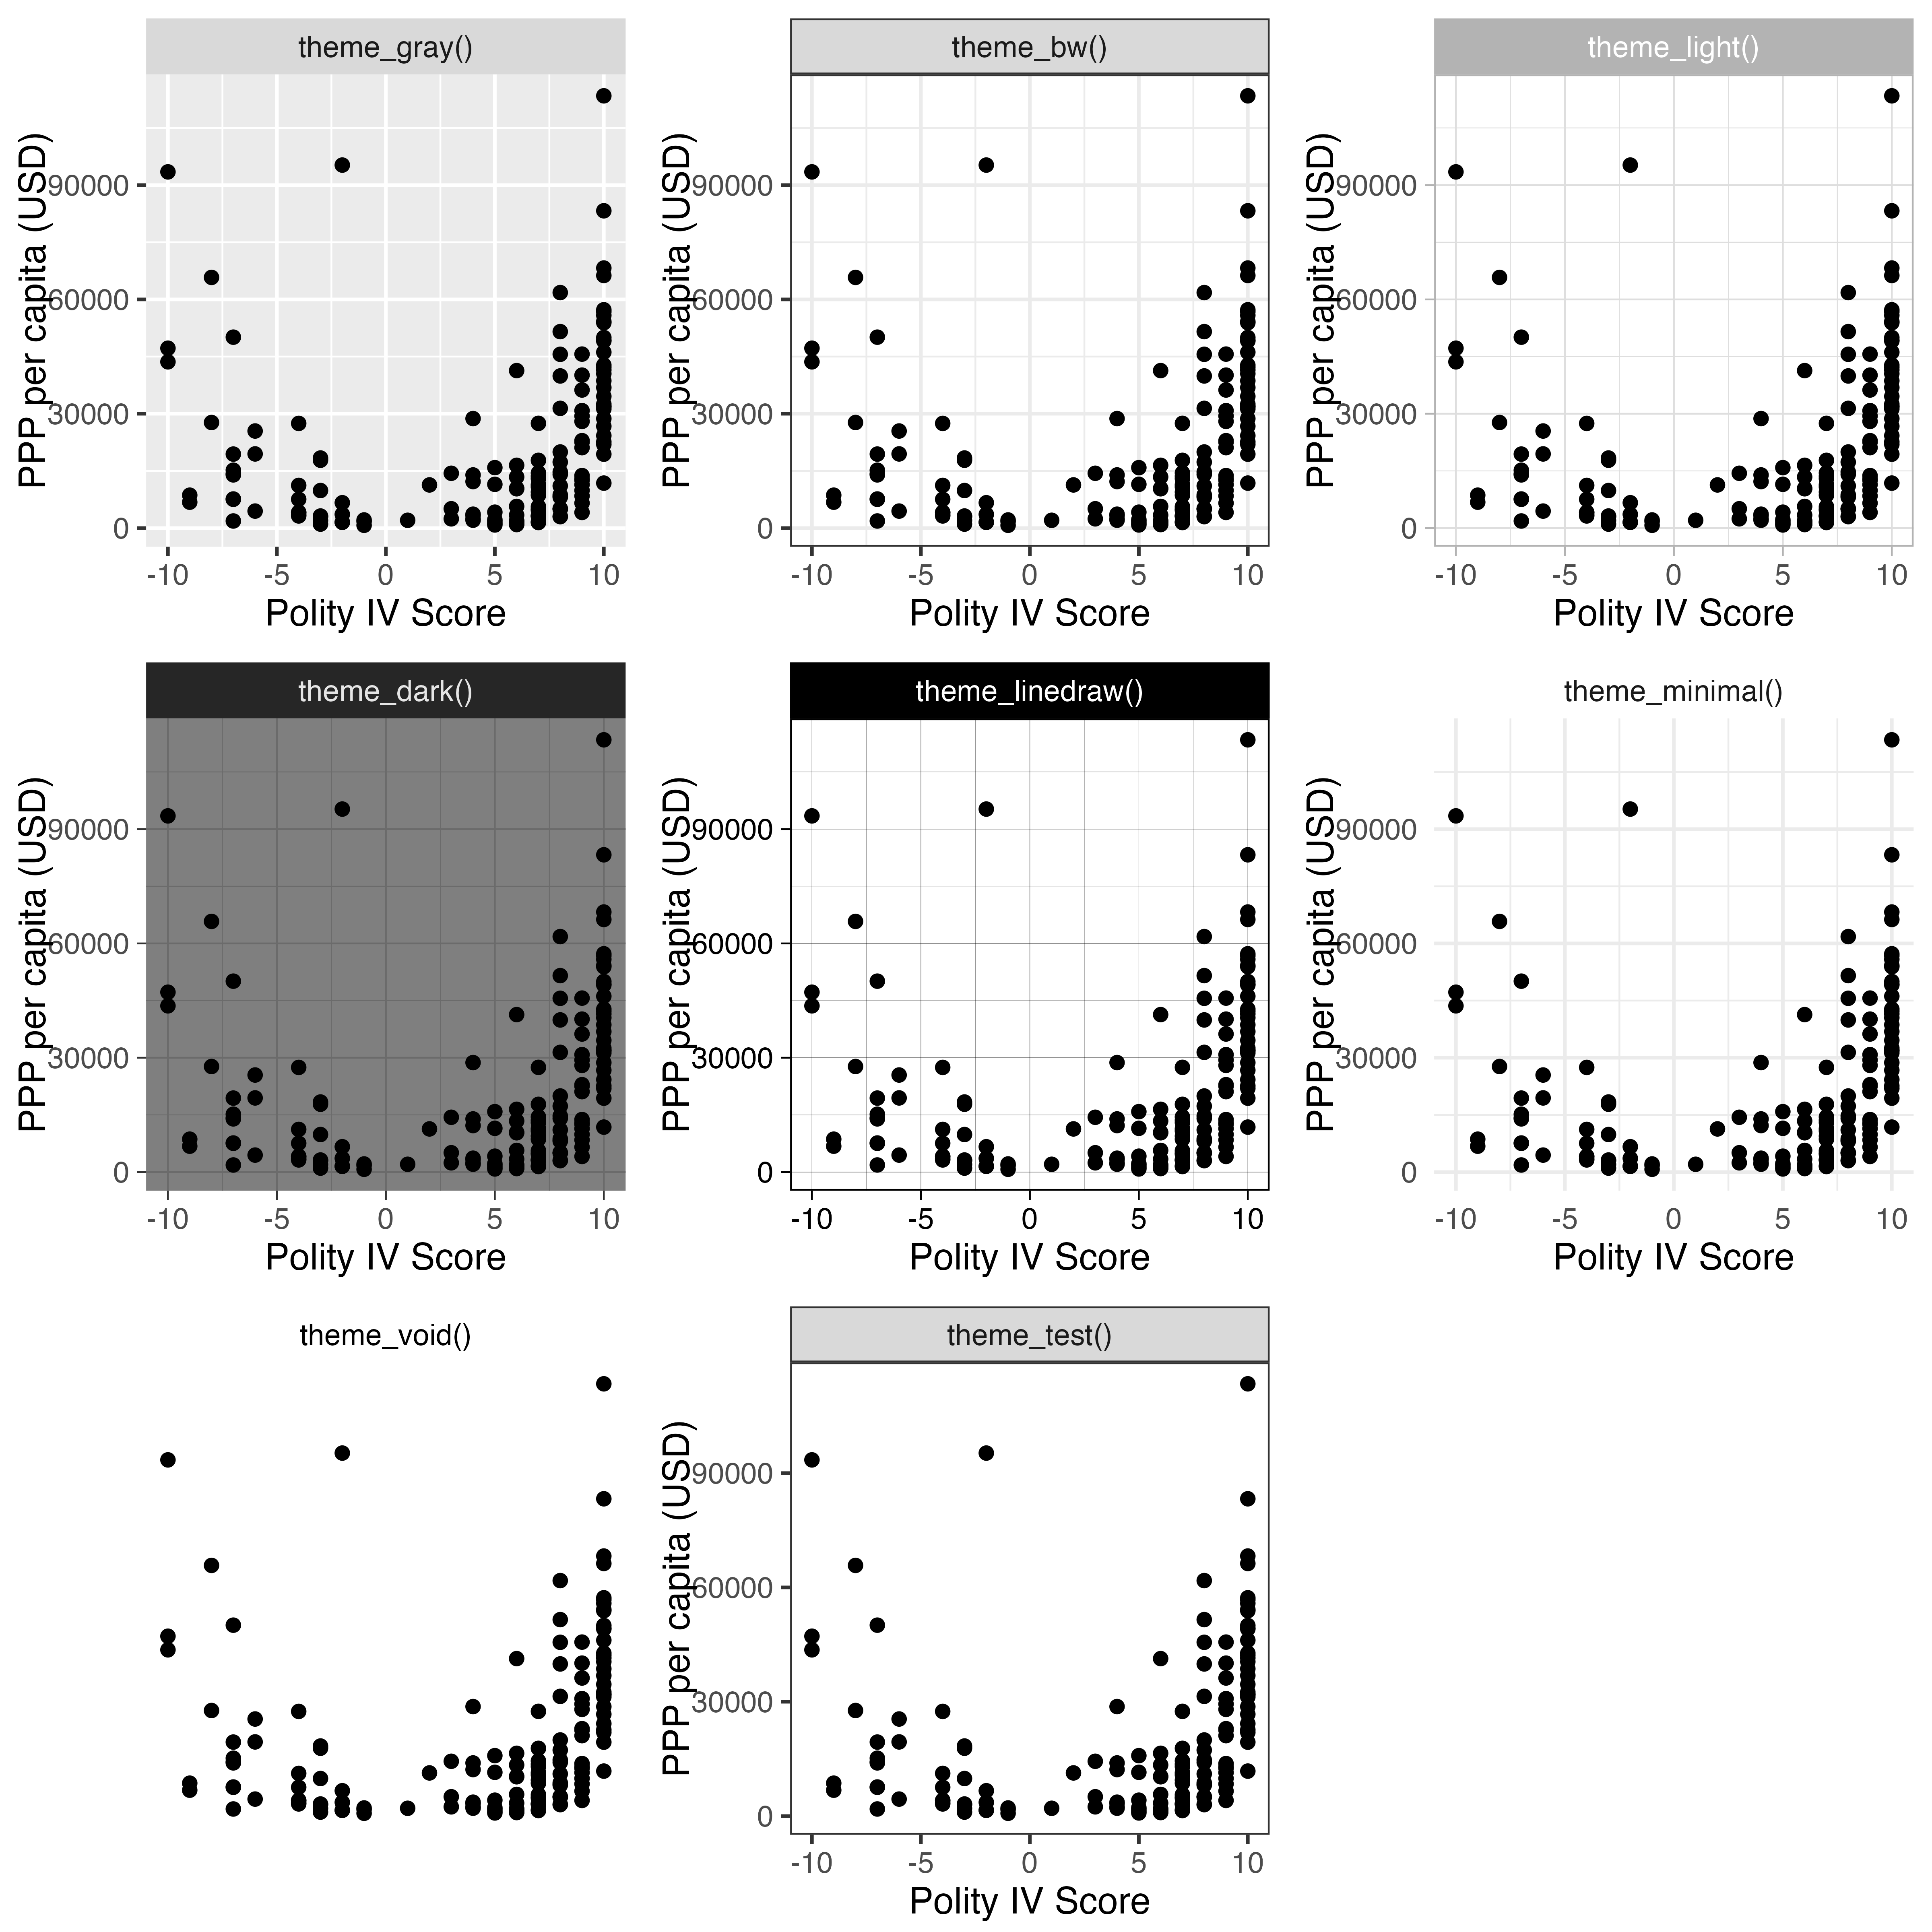 theme_gray()
PPP per capita (USD)
90000
60000
30000
0
-10 -5 0 5 10
Polity IV Score
theme_bw()
PPP per capita (USD)
90000
60000
30000
0
-10 -5 0 5 10
Polity IV Score
theme_light()
PPP per capita (USD)
90000
60000
30000
0
-10 -5 0 5 10
Polity IV Score
theme_dark()
PPP per capita (USD)
90000
60000
30000
0
-10 -5 0 5 10
Polity IV Score
theme_linedraw()
PPP per capita (USD)
90000
60000
30000
0
-10 -5 0 5 10
Polity IV Score
theme_minimal()
PPP per capita (USD)
90000
60000
30000
0
-10 -5 0 5 10
Polity IV Score
theme_void()
theme_test()
PPP per capita (USD)
90000
60000
30000
0
-10 -5 0 5 10
Polity IV Score